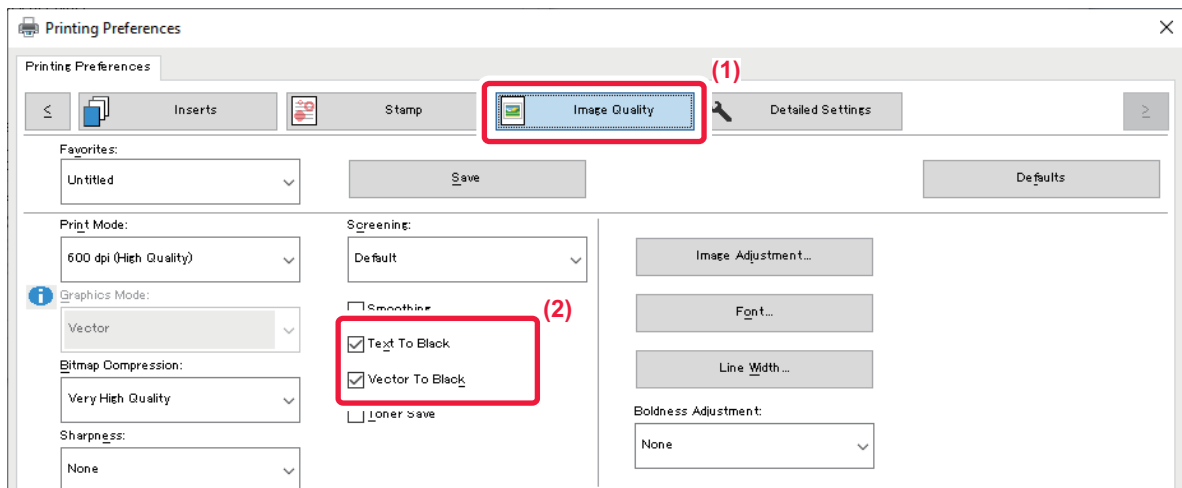 Printing Preferences
Printing Preferences
(1)
<
Inserts
Stamp
Image Quality
Detailed Settings
>
Favorites:
Untitled
Save
Defaults
Print Mode:
600 dpi (High Quality)
Screening:
Default
Image Adjustment...
Graphics Mode:
Vector
Smoothing
(2)
Font...
Text To Black
Bitmap Compression:
Very High Quality
Vector To Black
Line Width...
Toner Save
Boldness Adjustment:
None
Sharpness:
None